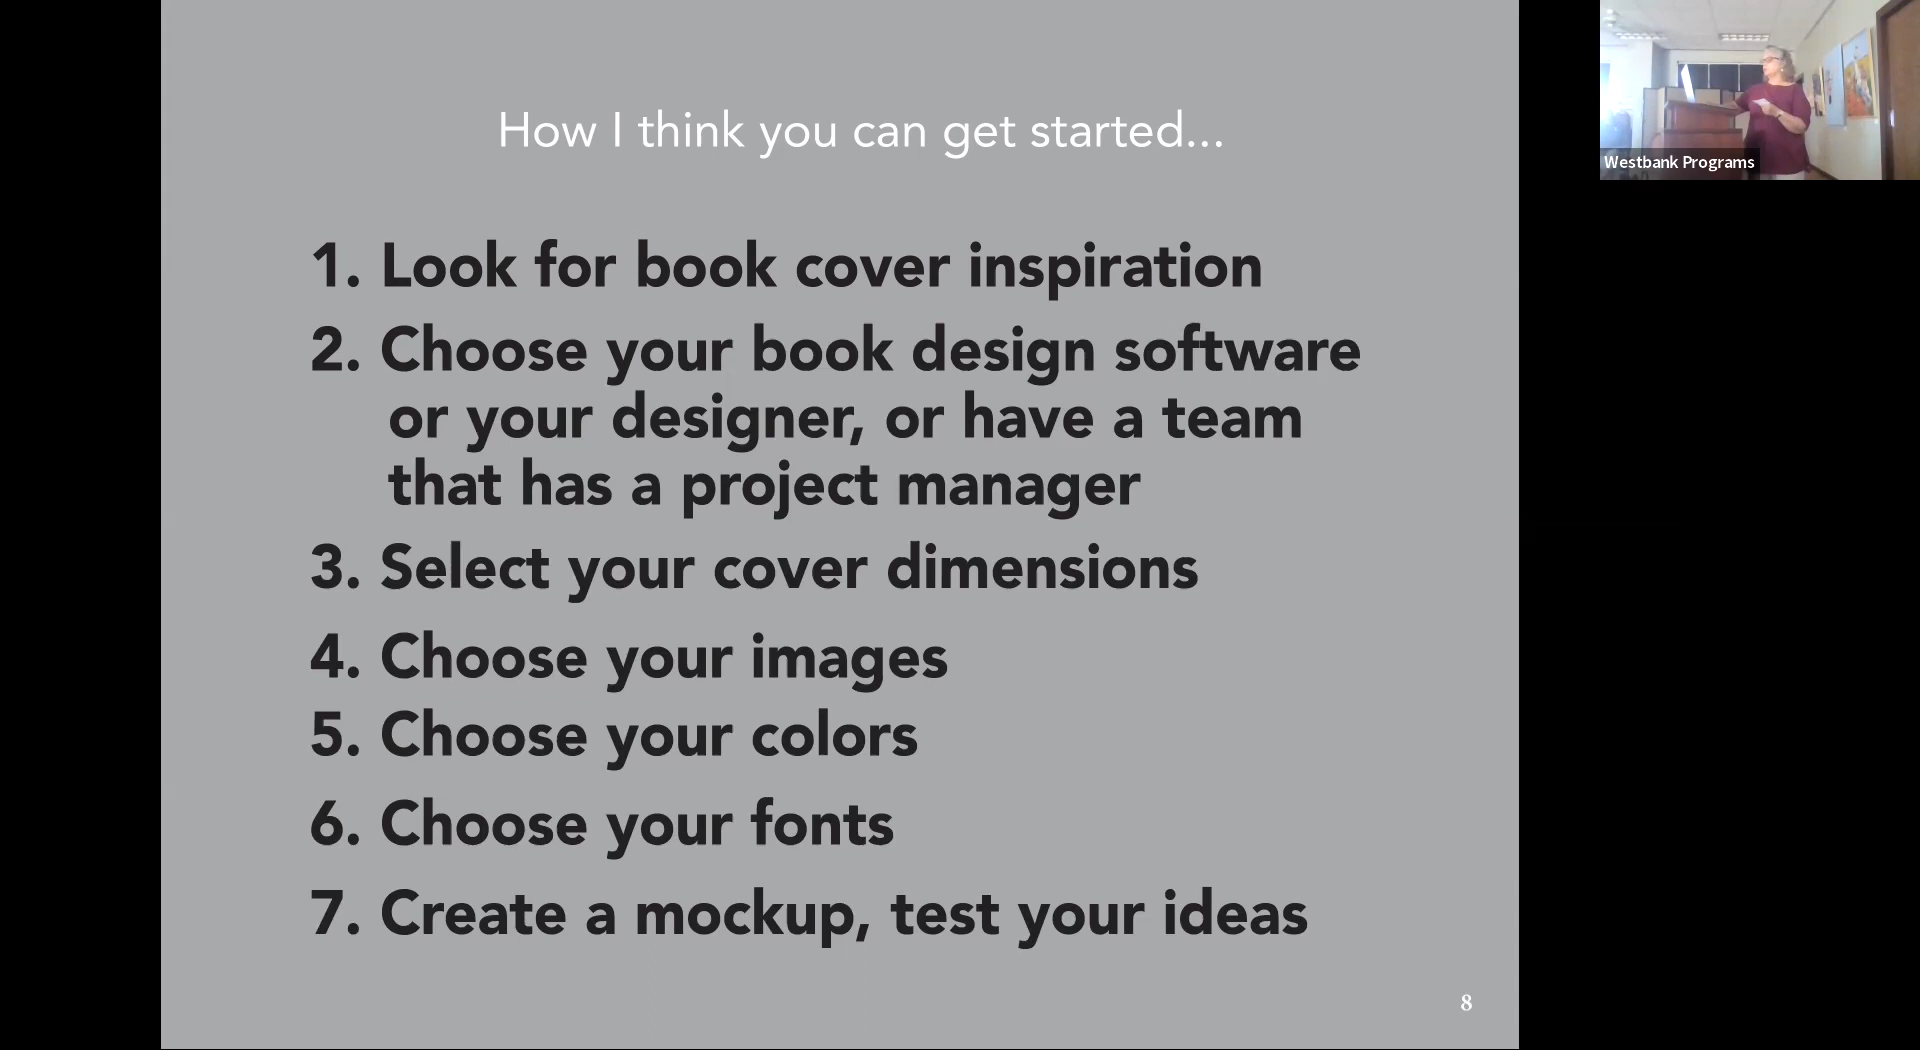 How I think you can get started...
1. Look for book cover inspiration
2. Choose your book design software
or your designer, or have a team
that has a project manager
3. Select your cover dimensions
4. Choose your images
5. Choose your colors
6. Choose your fonts
7. Create a mockup, test your ideas
8
Westbank Programs